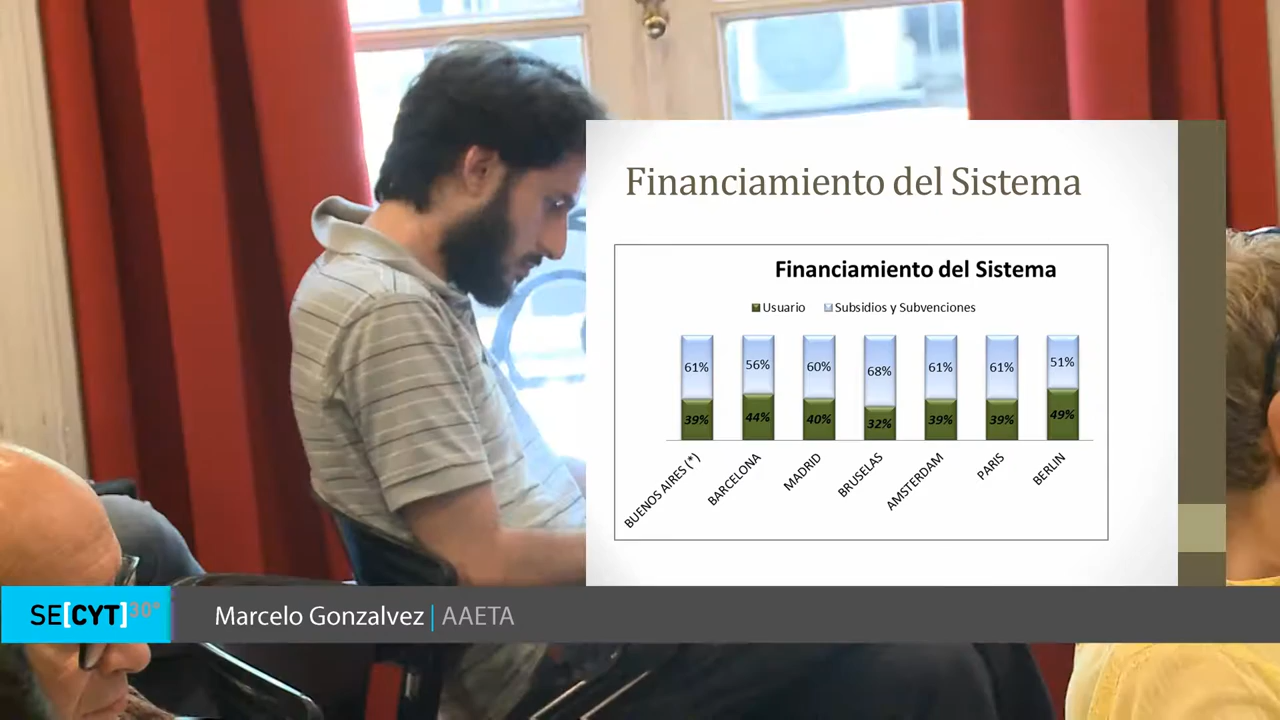 Financiamiento del Sistema
Financiamiento del Sistema
Usuario Subsidios y Subvenciones
61% 56% 60% 68% 61% 61% 51%
39% 44% 40% 32% 39% 39% 49%
BUENOS AIRES (*) BARCELONA MADRID BRUSELAS AMSTERDAM PARIS BERLIN
SE[CYT]30° Marcelo Gonzalvez | AAETA